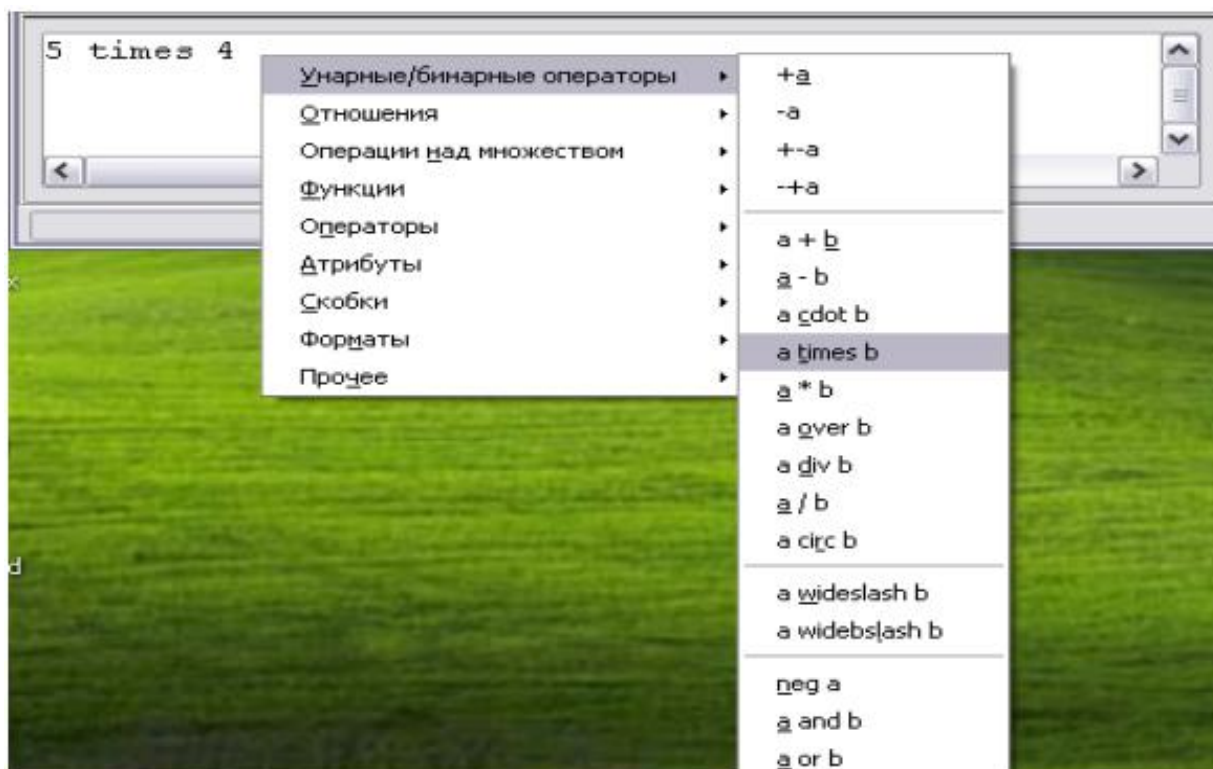 5 times 4
Унарные/бинарные операторы
Отношения
Операции над множеством
Функции
Операторы
Атрибуты
Скобки
Форматы
Прочее
+a
-a
+-a
-+a
a + b
a - b
a cdot b
a times b
a * b
a over b
a div b
a / b
a circ b
a wideslash b
a widebslash b
neg a
a and b
a or b
x
d